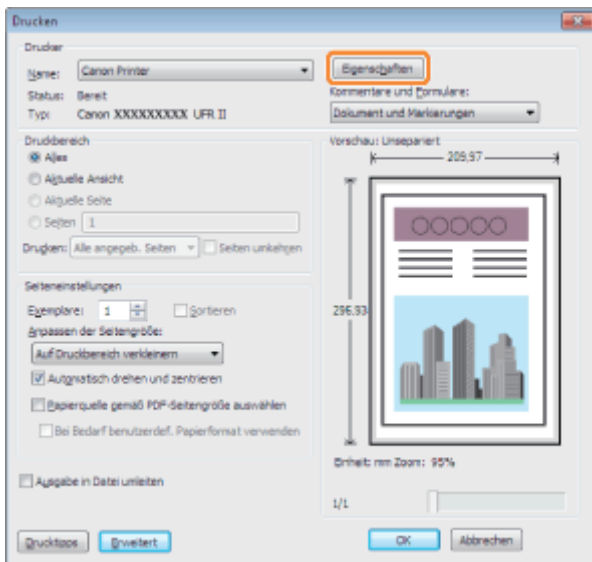 Drucken
Drucker
Name: Canon Printer
Eigenschaften
Status: Bereit
Kommentare und Formulare:
Typ: Canon XXXXXXXXX UFR II
Dokument und Markierungen
Druckbereich
Alles
Aktuelle Ansicht
Aktuelle Seite
Seiten 1
Drucken: Alle angegeb. Seiten
Seiten umkehren
Vorschau: Unsepariert
209,97
296,93
Seiteneinstellungen
Exemplare: 1
Sortieren
Anpassen der Seitengröße:
Auf Druckbereich verkleinern
Automatisch drehen und zentrieren
Papierquelle gemäß PDF-Seitengröße auswählen
Bei Bedarf benutzerdef. Papierformat verwenden
Einheit: mm Zoom: 95%
Ausgabe in Datei umleiten
1/1
Drucktipps
Erweitert
OK
Abbrechen